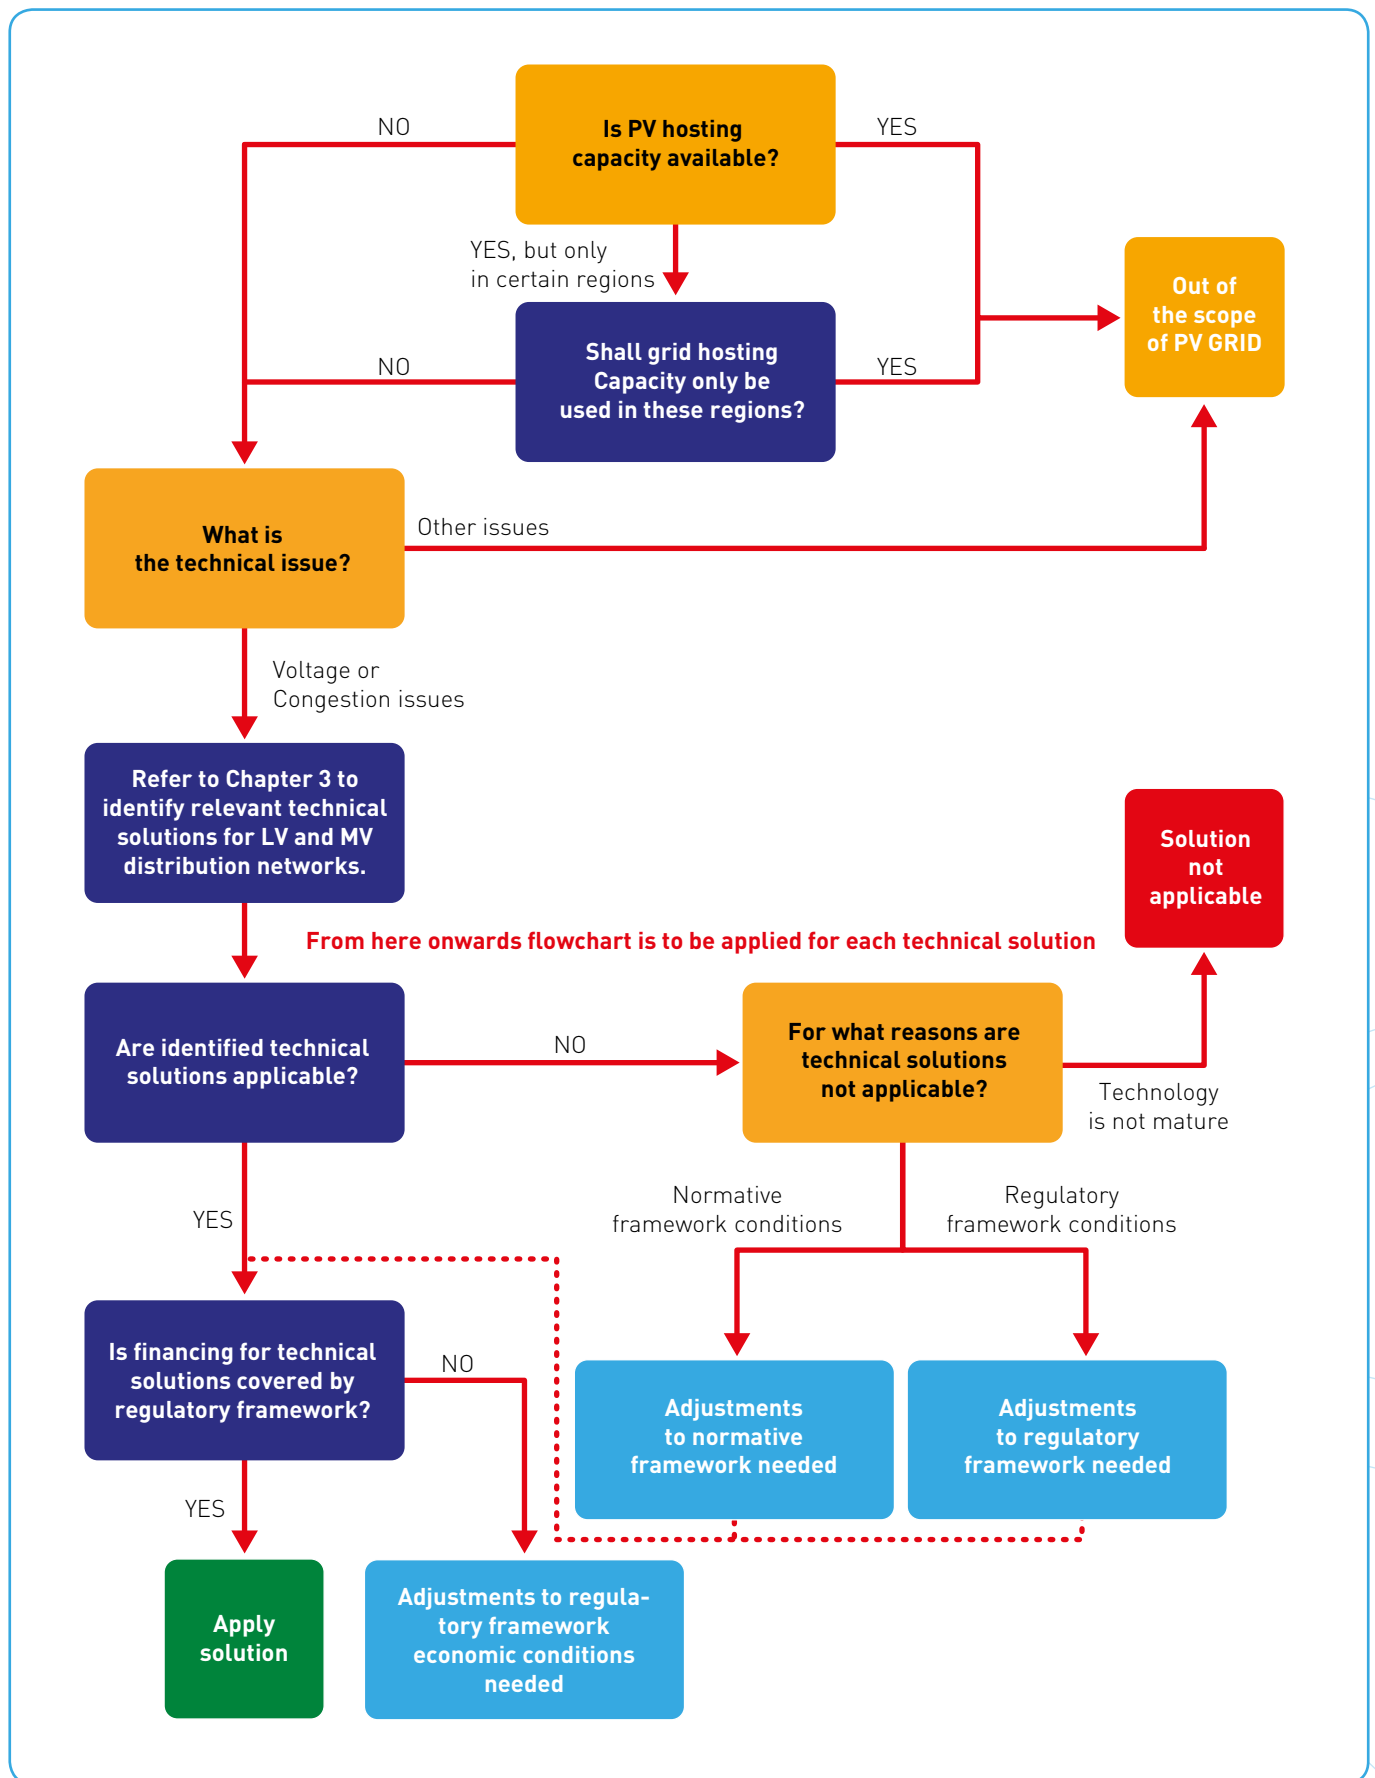 Is PV hosting
capacity available?
NO
YES
YES, but only
in certain regions
Out of
the scope
of PV GRID
Shall grid hosting
Capacity only be
used in these regions?
NO
YES
What is
the technical issue?
Other issues
Voltage or
Congestion issues
Refer to Chapter 3 to
identify relevant technical
solutions for LV and MV
distribution networks.
Solution
not
applicable
From here onwards flowchart is to be applied for each technical solution
Are identified technical
solutions applicable?
NO
For what reasons are
technical solutions
not applicable?
Technology
is not mature
YES
Normative
framework conditions
Regulatory
framework conditions
Is financing for technical
solutions covered by
regulatory framework?
NO
Adjustments
to normative
framework needed
Adjustments
to regulatory
framework needed
YES
Apply
solution
Adjustments to regula-
tory framework
economic conditions
needed